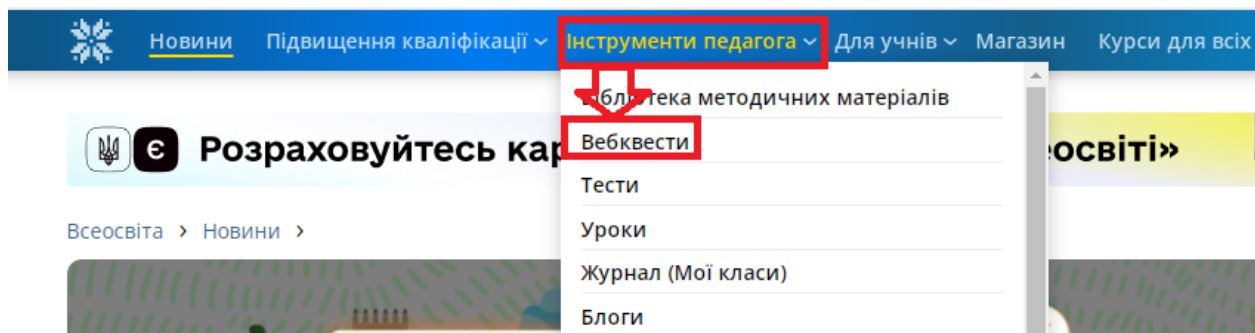 Новини Підвищення кваліфікації Інструменти педагога Для учнів Магазин Курси для всіх
Бібліотека методичних матеріалів
Вебквести
є Розраховуйтесь кар
освіті»
Тести
Уроки
Всеосвіта > Новини >
Журнал (Мої класи)
Блоги